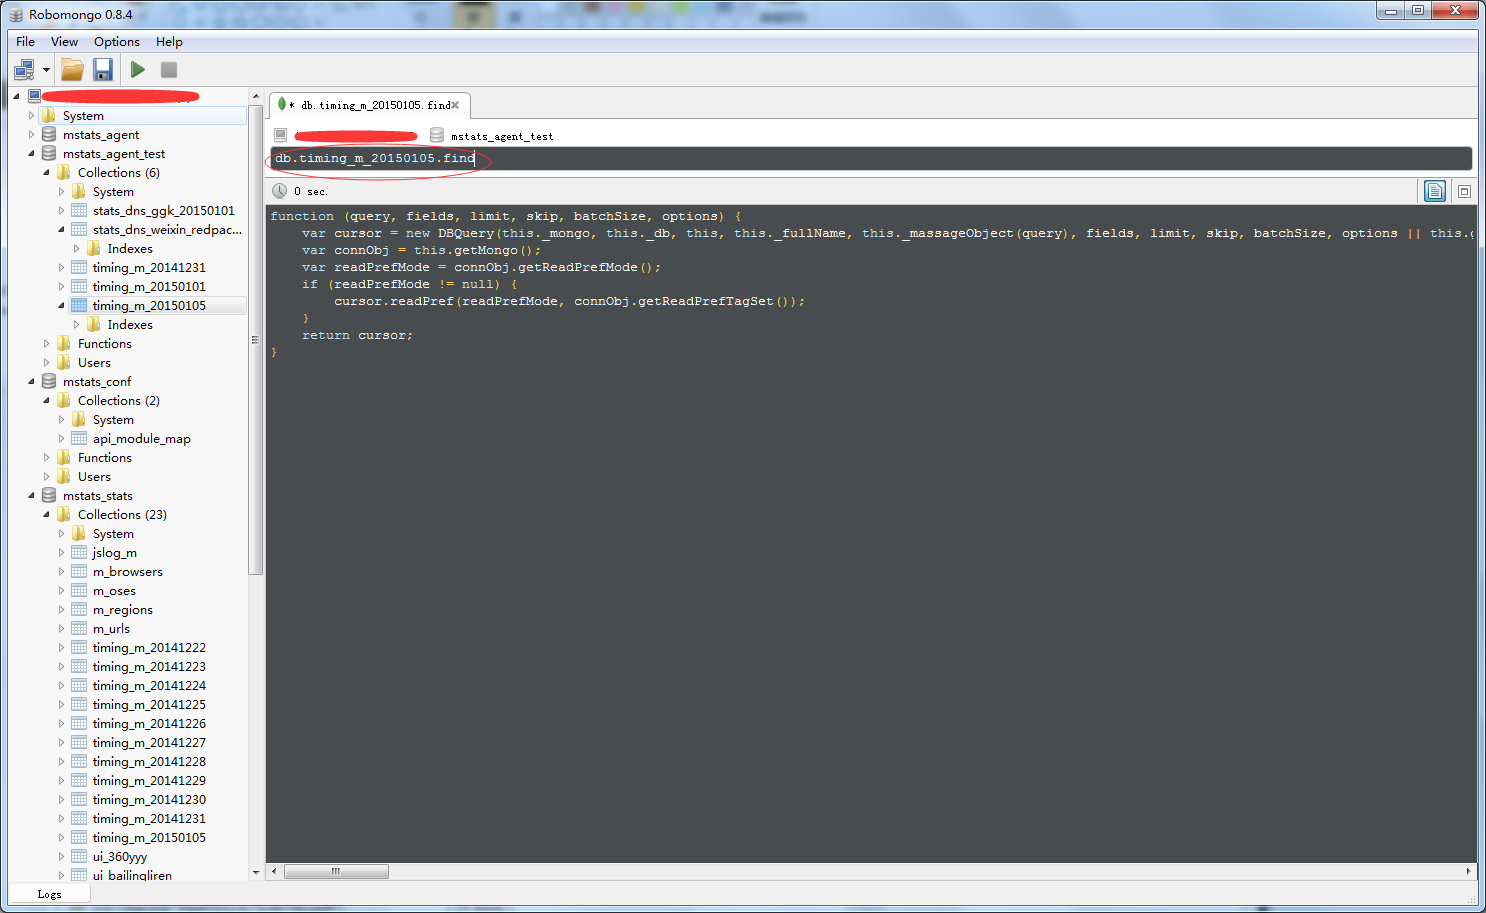 Robomongo 0.8.4
File View Options Help
System
mstats_agent
mstats_agent_test
Collections (6)
System
stats_dns_ggk_20150101
stats_dns_weixin_redpac...
Indexes
timing_m_20141231
timing_m_20150101
timing_m_20150105
Indexes
Functions
Users
mstats_conf
Collections (2)
System
api_module_map
Functions
Users
mstats_stats
Collections (23)
System
jslog_m
m_browsers
m_oses
m_regions
m_urls
timing_m_20141222
timing_m_20141223
timing_m_20141224
timing_m_20141225
timing_m_20141226
timing_m_20141227
timing_m_20141228
timing_m_20141229
timing_m_20141230
timing_m_20141231
timing_m_20150105
ui_360yyy
ui_bailingliren
* db.timing_m_20150105.find
mstats_agent_test
db.timing_m_20150105.find
0 sec.
function (query, fields, limit, skip, batchSize, options) {
var cursor = new DBQuery(this._mongo, this._db, this, this._fullName, this._massageObject(query), fields, limit, skip, batchSize, options || this.
var connObj = this.getMongo();
var readPrefMode = connObj.getReadPrefMode();
if (readPrefMode != null) {
cursor.readPref(readPrefMode, connObj.getReadPrefTagSet());
}
return cursor;
}
Logs